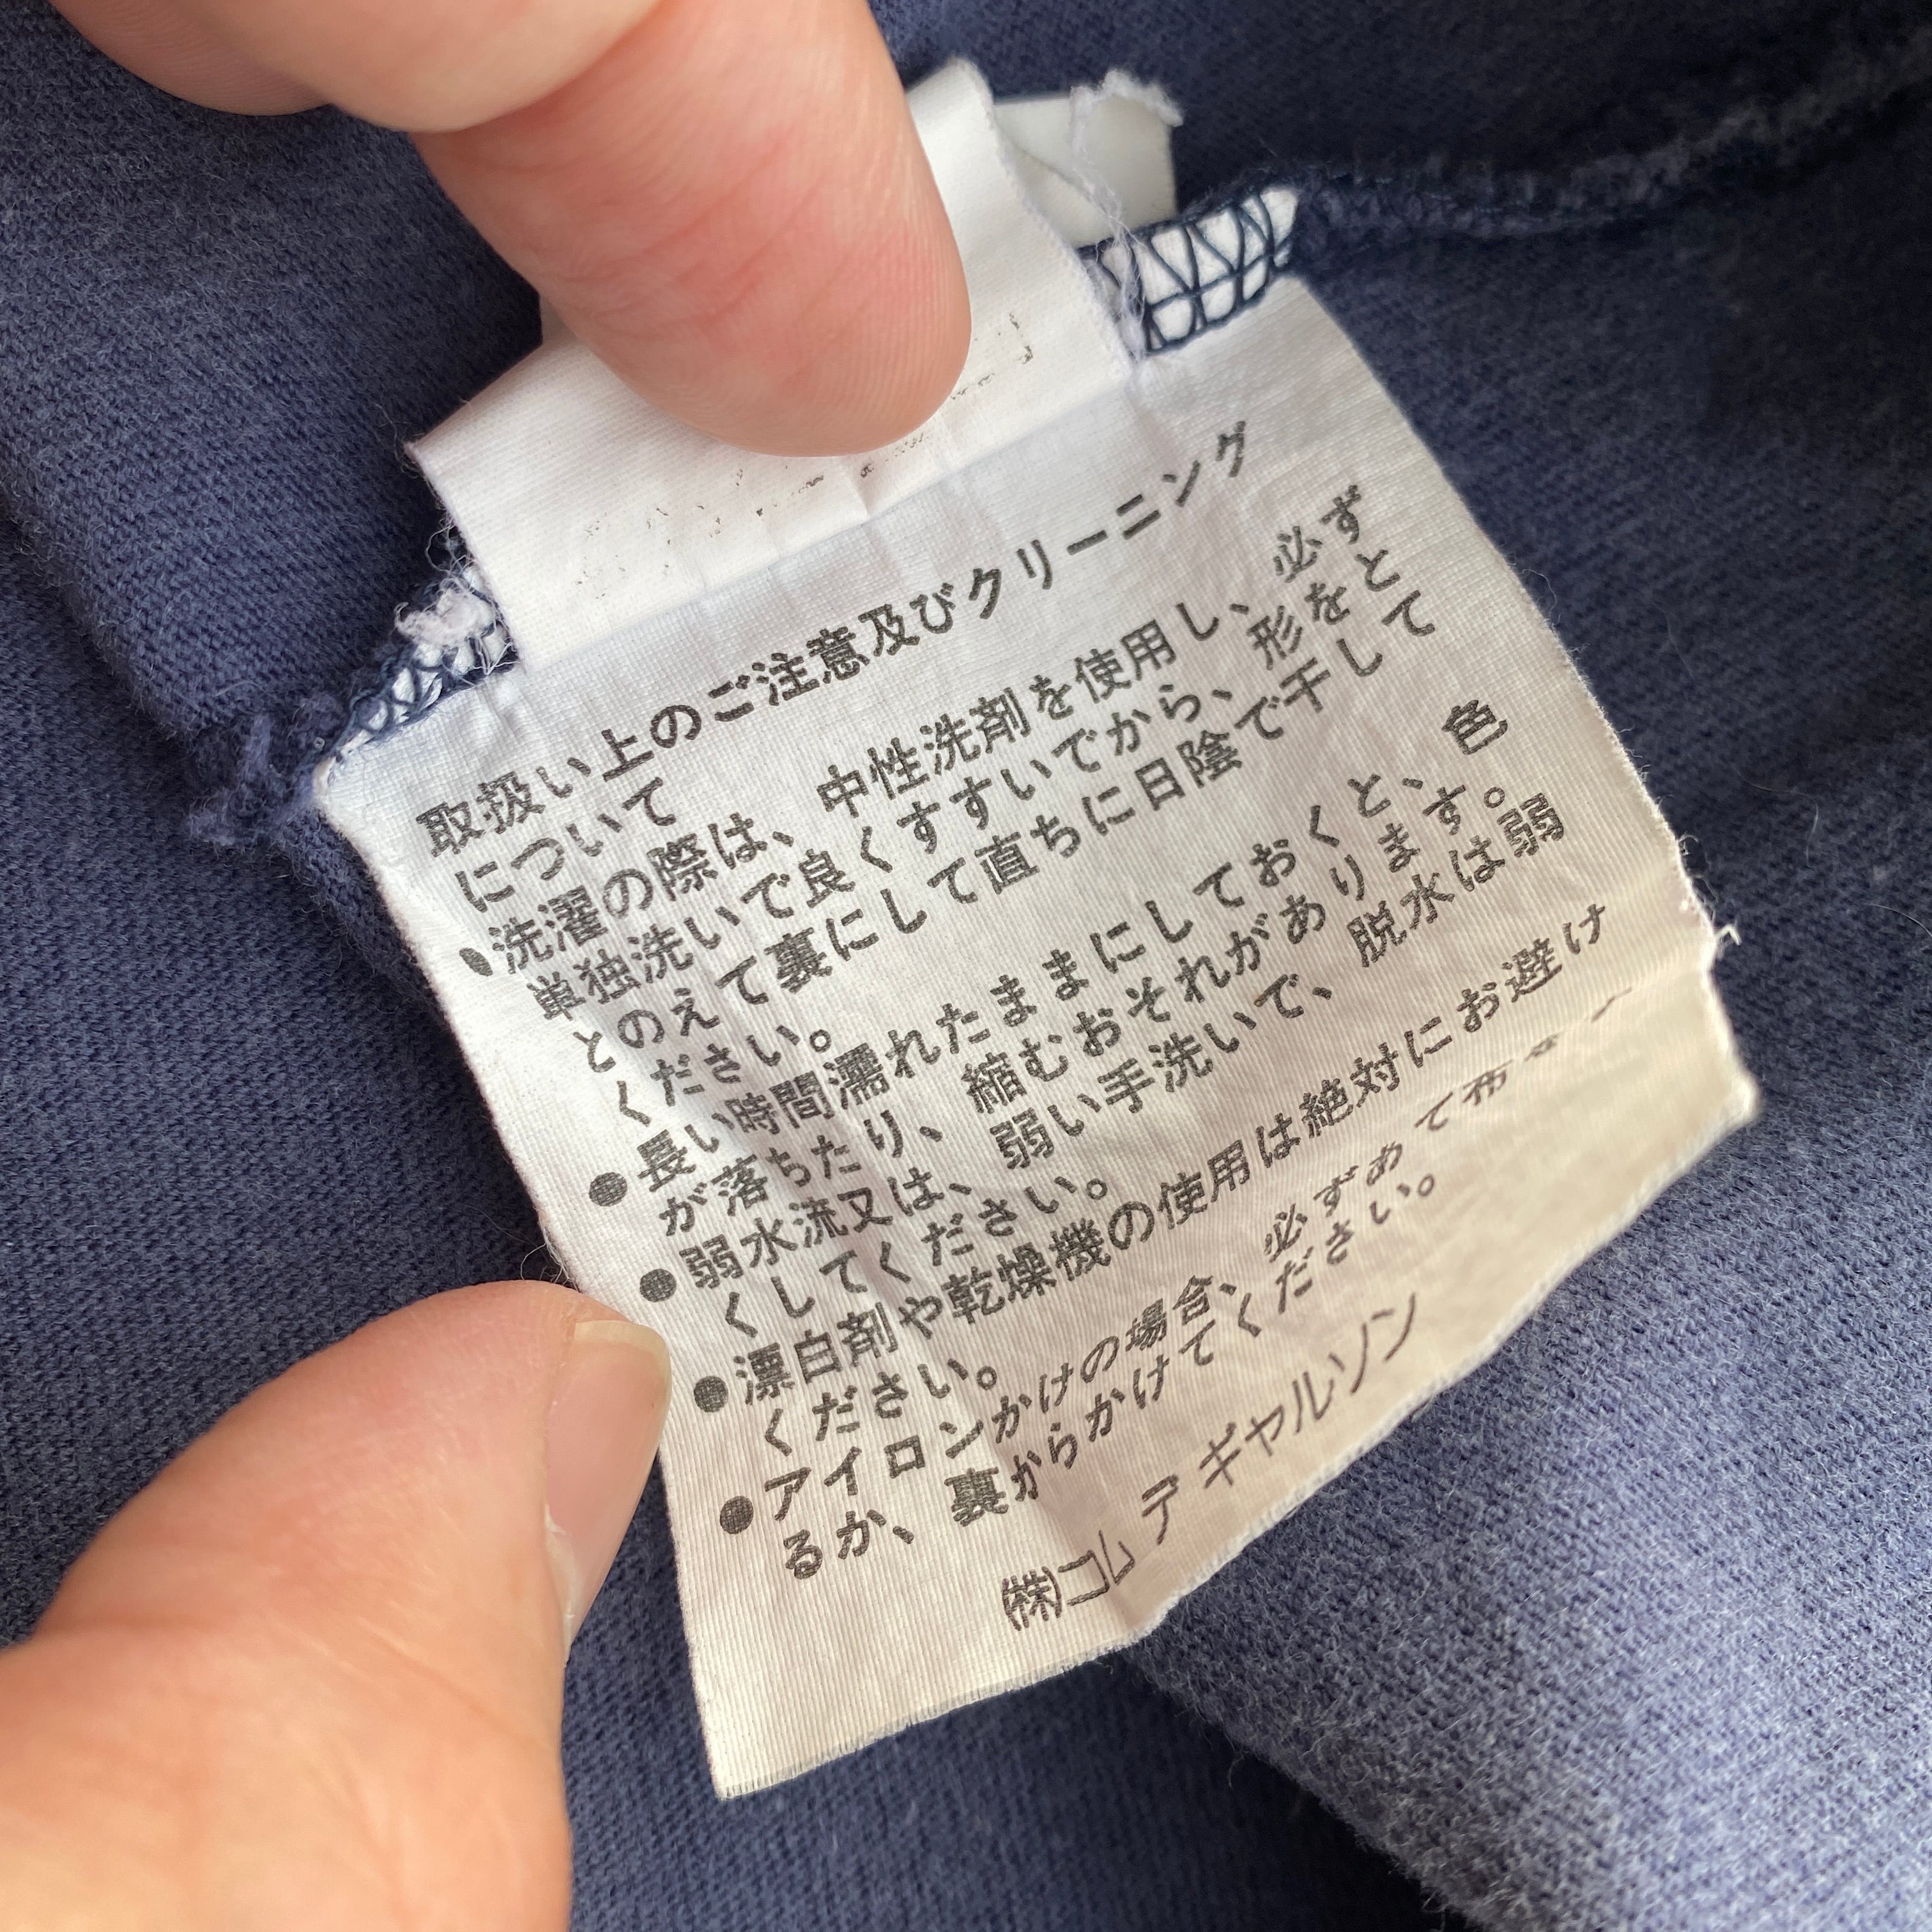 取扱い上のご注意及びクリーニング
について
●洗濯の際は、中性洗剤を使用し、必ず
単独洗いで良くすすいでから、形をと
とのえて裏にして直ちに日陰で干して
ください。
●長い時間濡れたままにしておくと、色
が落ちたり、縮むおそれがあります。
●弱水流又は、弱い手洗いで、脱水は弱
くしてください。
●漂白剤や乾燥機の使用は絶対にお避け
ください。
●アイロンかけの場合、必ずあて布を
るか、裏からかけてください。
㈱コム デ ギャルソン